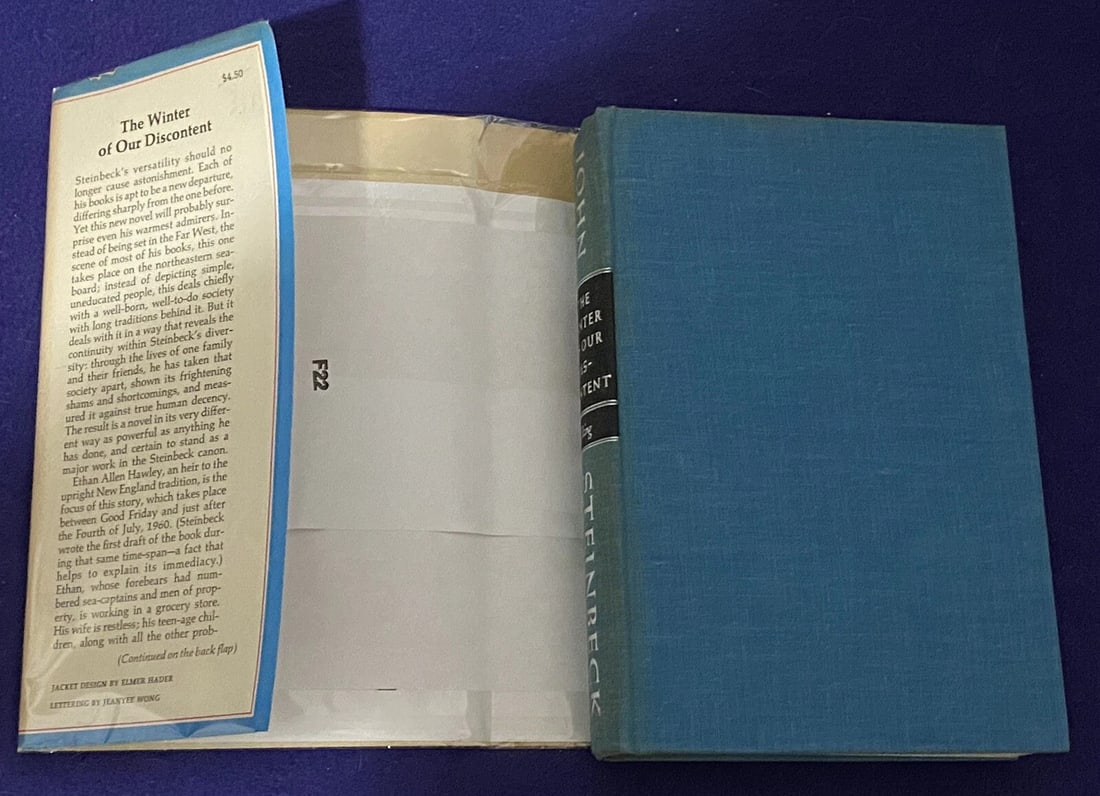 $4.50
The Winter
of Our Discontent
Steinbeck's versatility should no
longer cause astonishment. Each of
his books is apt to be a new departure,
differing sharply from the one before.
Yet this new novel will probably sur-
prise even his warmest admirers. In-
stead of being set in the Far West, the
scene of most of his books, this one
takes place on the northeastern sea-
board; instead of depicting simple,
uneducated people, this deals chiefly
with a well-born, well-to-do society
with long traditions behind it. But it
deals with it in a way that reveals the
continuity within Steinbeck's diver-
sity: through the lives of one family
and their friends, he has taken that
society apart, shown its frightening
shams and shortcomings, and meas-
ured it against true human decency.
The result is a novel in its very differ-
ent way as powerful as anything he
has done, and certain to stand as a
major work in the Steinbeck canon.
Ethan Allen Hawley, an heir to the
upright New England tradition, is the
focus of this story, which takes place
between Good Friday and just after
the Fourth of July, 1960. (Steinbeck
wrote the first draft of the book dur-
ing that same time-span—a fact that
helps to explain its immediacy.)
Ethan, whose forebears had num-
bered sea-captains and men of prop-
erty, is working in a grocery store.
His wife is restless; his teen-age chil-
dren, along with all the other prob-
(Continued on the back flap)
JACKET DESIGN BY ELMER HADER
LETTERING BY JEANYEE WONG
F22
JOHN
THE
NTER
OUR
IS-
TENT
STEINBECK